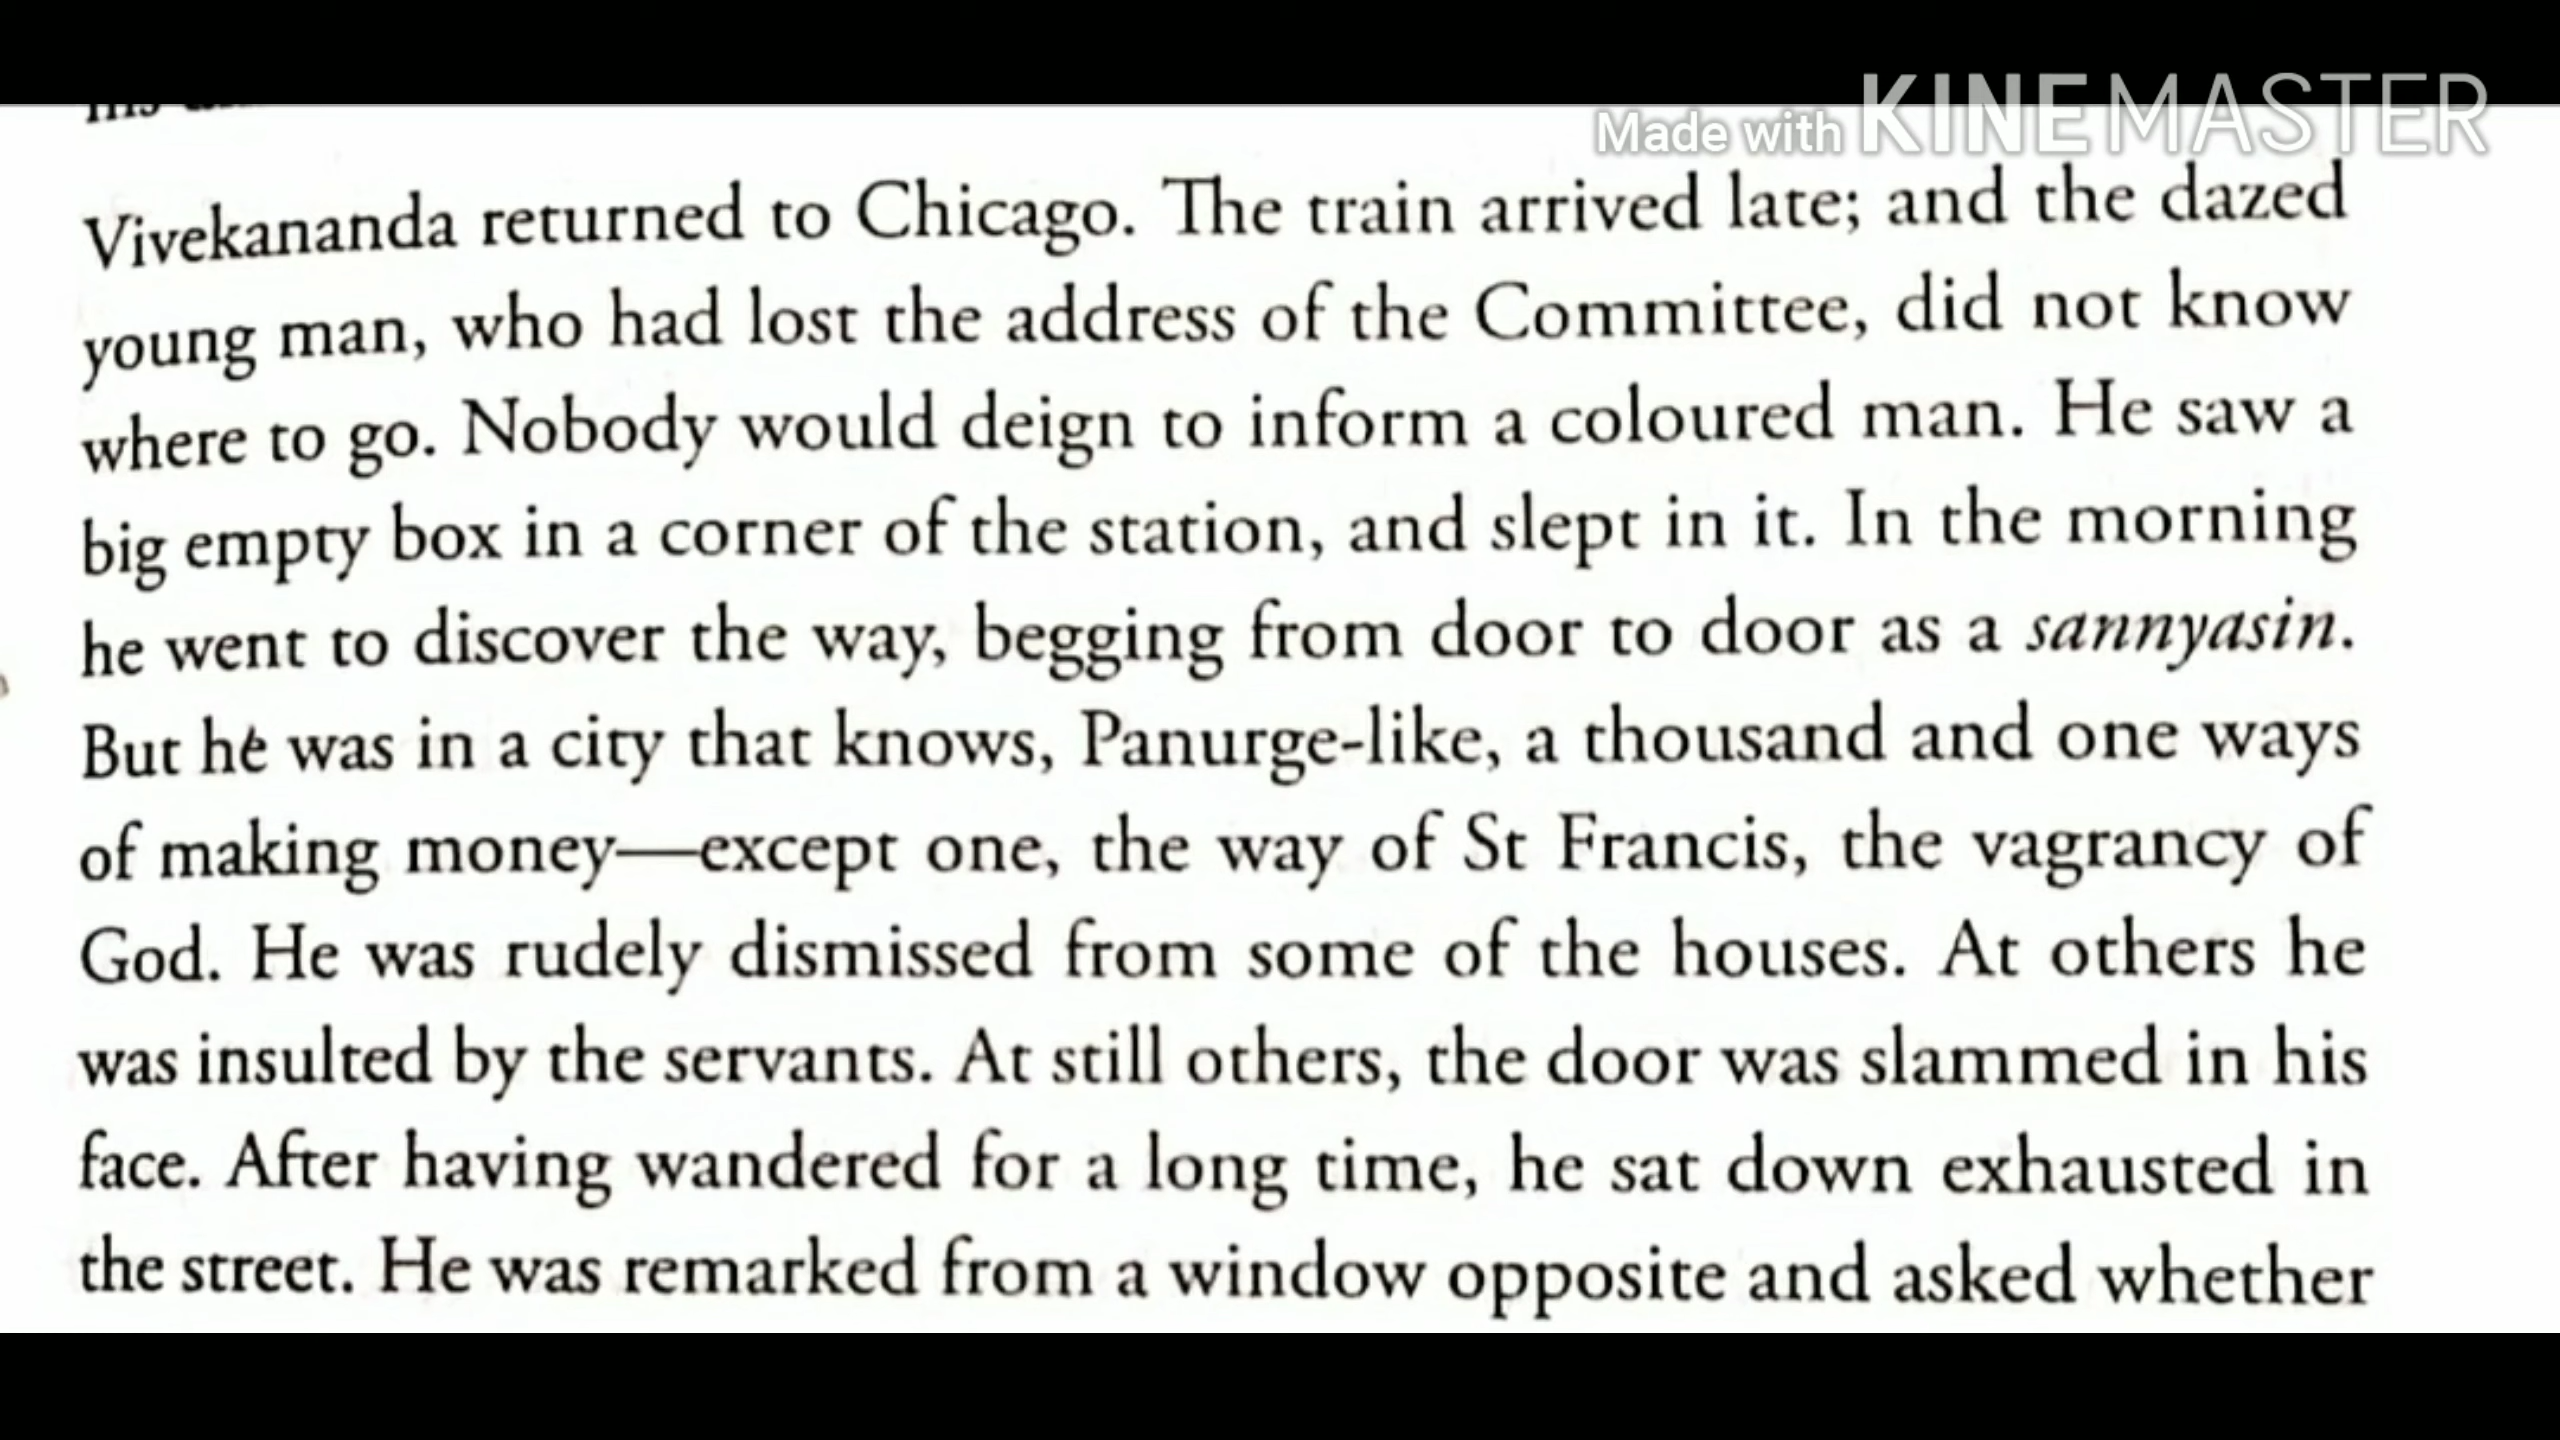 Made with KINEMASTER
Vivekananda returned to Chicago. The train arrived late; and the dazed
young man, who had lost the address of the Committee, did not know
where to go. Nobody would deign to inform a coloured man. He saw a
big empty box in a corner of the station, and slept in it. In the morning
he went to discover the way, begging from door to door as a sannyasin.
But he was in a city that knows, Panurge-like, a thousand and one ways
of making money—except one, the way of St Francis, the vagrancy of
God. He was rudely dismissed from some of the houses. At others he
was insulted by the servants. At still others, the door was slammed in his
face. After having wandered for a long time, he sat down exhausted in
the street. He was remarked from a window opposite and asked whether